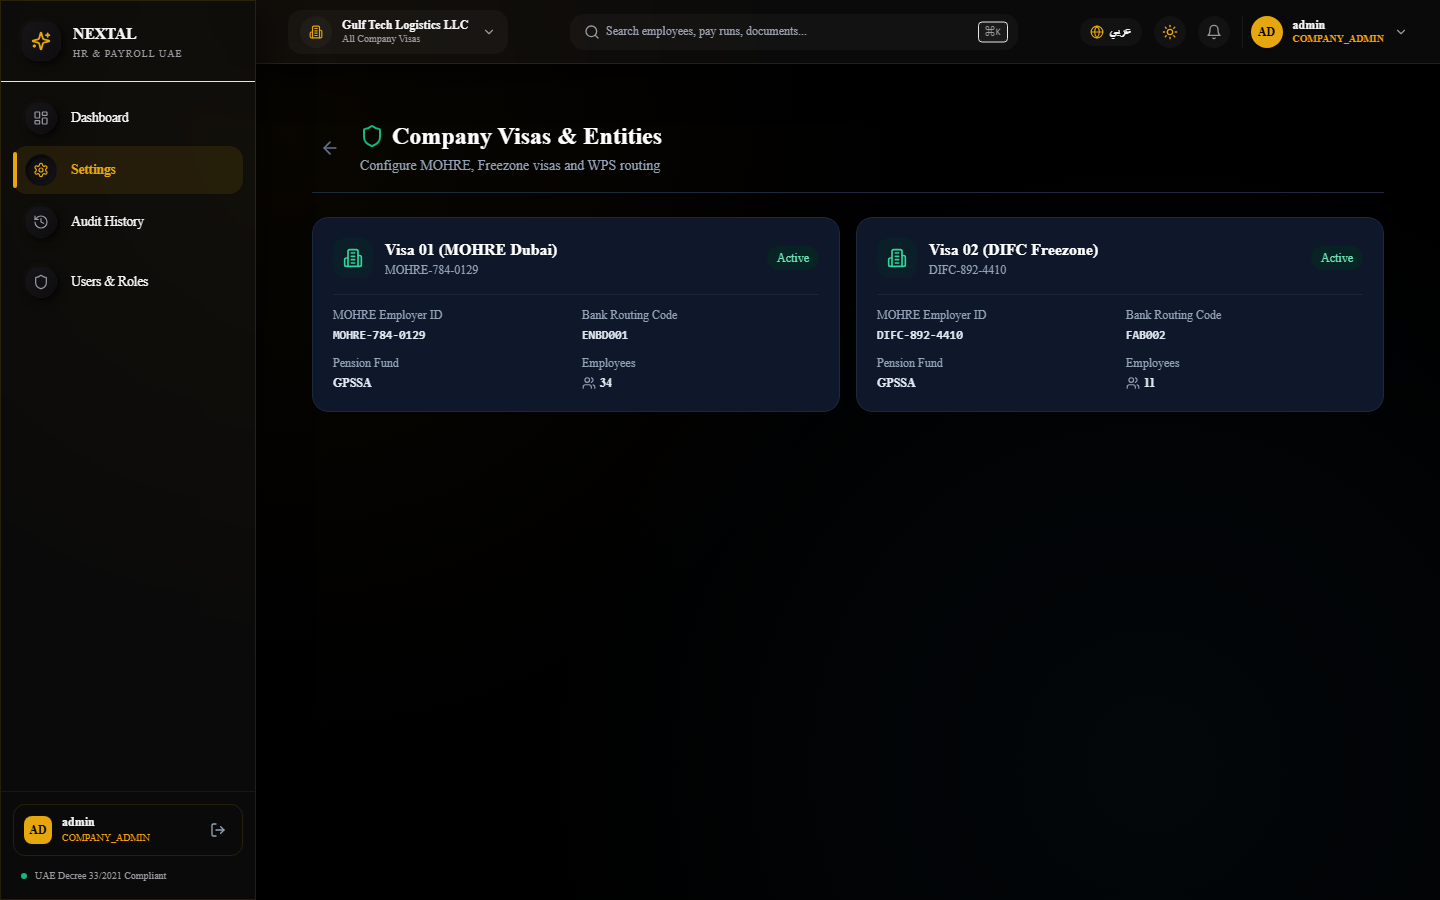 NEXTAL
HR & PAYROLL UAE
Gulf Tech Logistics LLC
All Company Visas
Search employees, pay runs, documents...
⌘K
عربي
AD
admin
COMPANY_ADMIN
Dashboard
Settings
Audit History
Users & Roles
Company Visas & Entities
Configure MOHRE, Freezone visas and WPS routing
Visa 01 (MOHRE Dubai)
MOHRE-784-0129
Active
MOHRE Employer ID
MOHRE-784-0129
Bank Routing Code
ENBD001
Pension Fund
GPSSA
Employees
34
Visa 02 (DIFC Freezone)
DIFC-892-4410
Active
MOHRE Employer ID
DIFC-892-4410
Bank Routing Code
FAB002
Pension Fund
GPSSA
Employees
11
AD
admin
COMPANY_ADMIN
UAE Decree 33/2021 Compliant